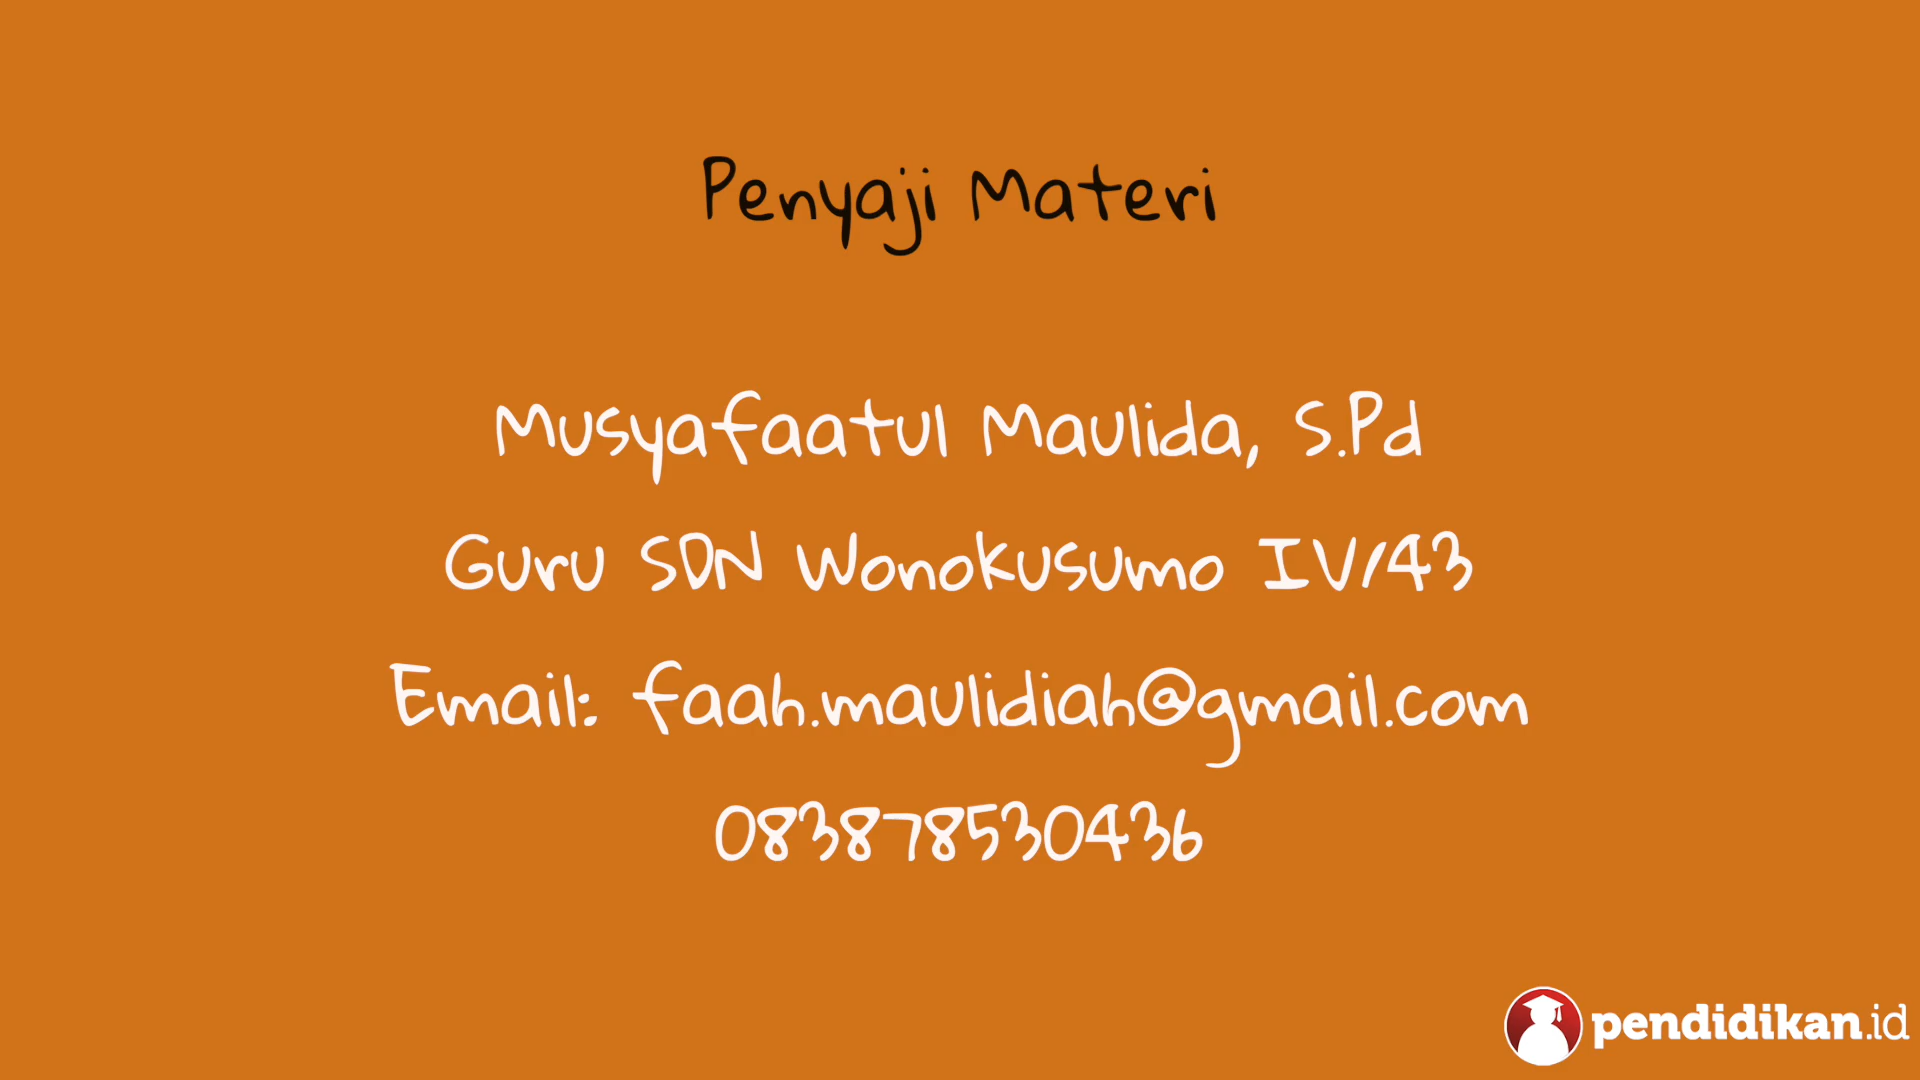 Penyaji Materi
Musyafaatul Maulida, S.Pd
Guru SDN Wonokusumo IV/43
Email: faah.maulidiah@gmail.com
083878530436
pendidikan.id